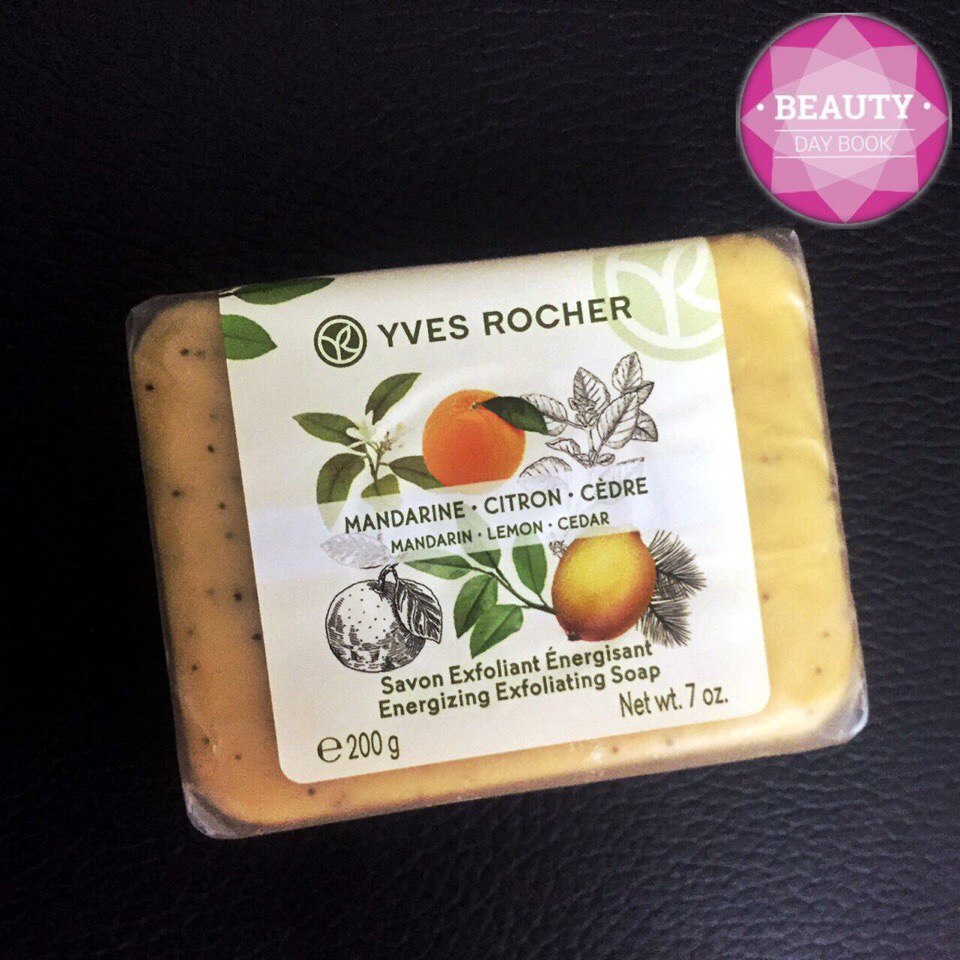 • BEAUTY •
DAY BOOK
YVES ROCHER
MANDARINE • CITRON • CÈDRE
MANDARIN • LEMON • CEDAR
Savon Exfoliant Énergisant
Energizing Exfoliating Soap
Net wt. 7 oz.
℮ 200 g